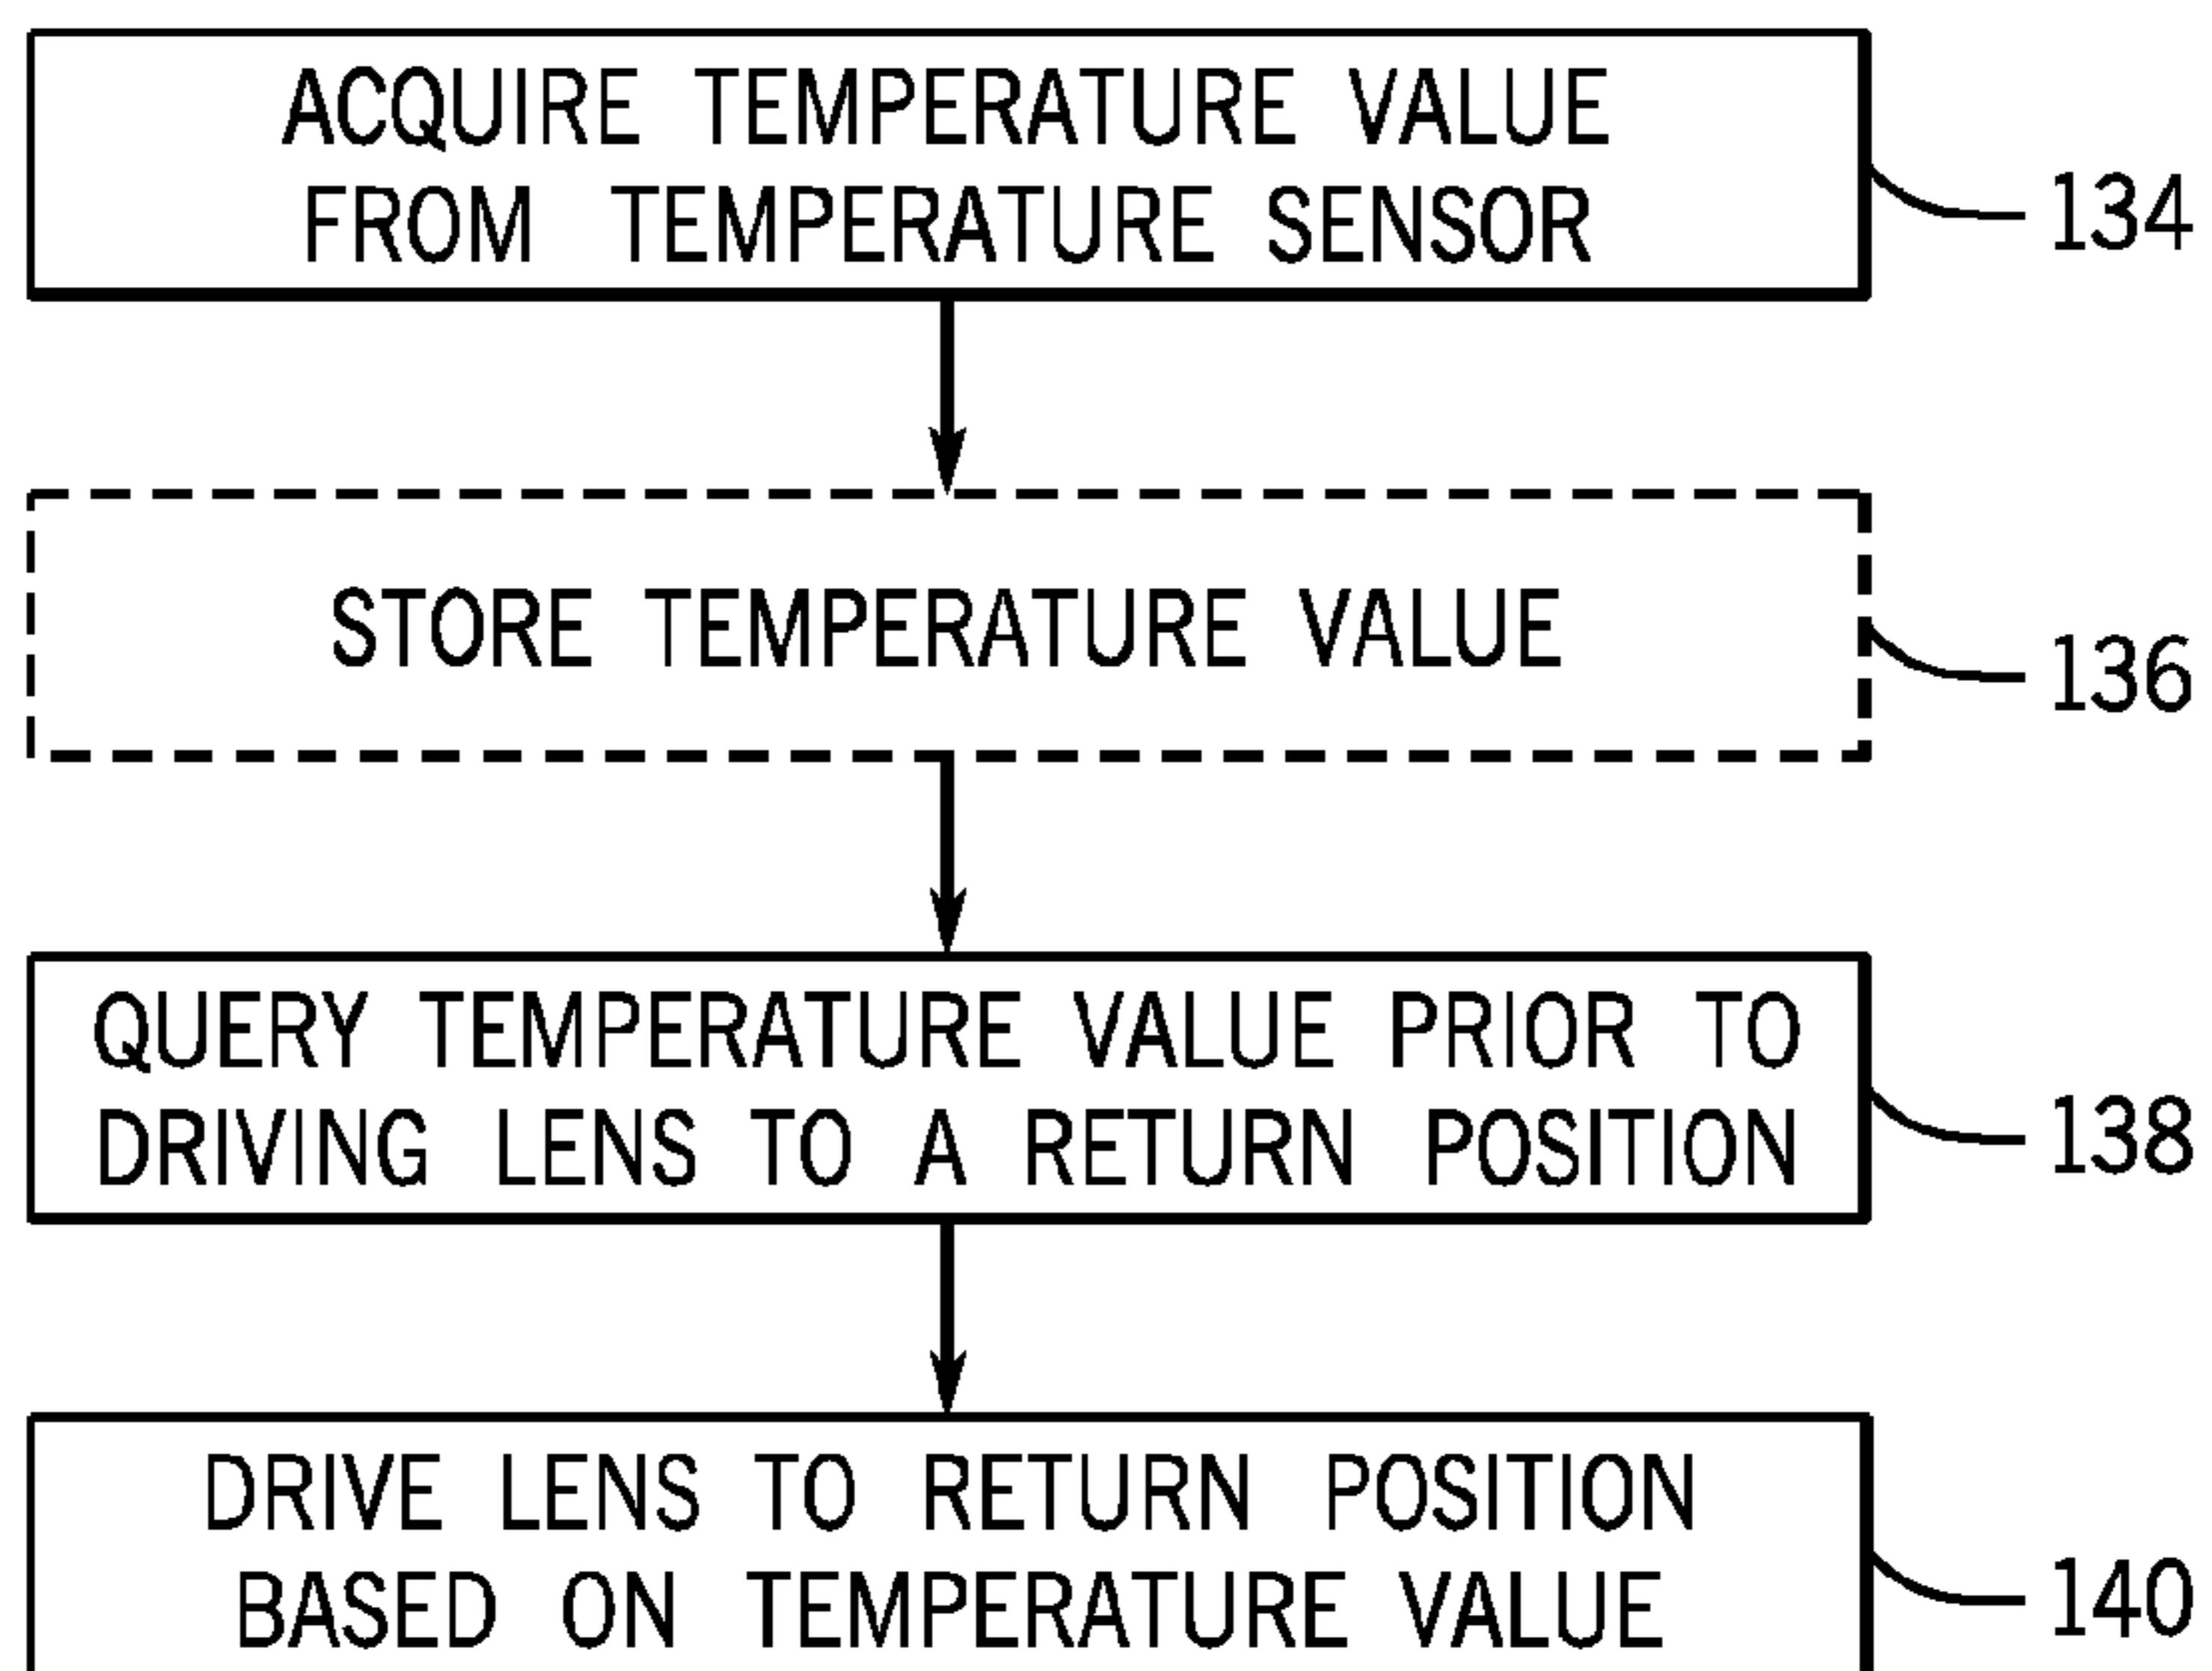 ACQUIRE TEMPERATURE VALUE
FROM TEMPERATURE SENSOR
134
STORE TEMPERATURE VALUE
136
QUERY TEMPERATURE VALUE PRIOR TO
DRIVING LENS TO A RETURN POSITION
138
DRIVE LENS TO RETURN POSITION
BASED ON TEMPERATURE VALUE
140